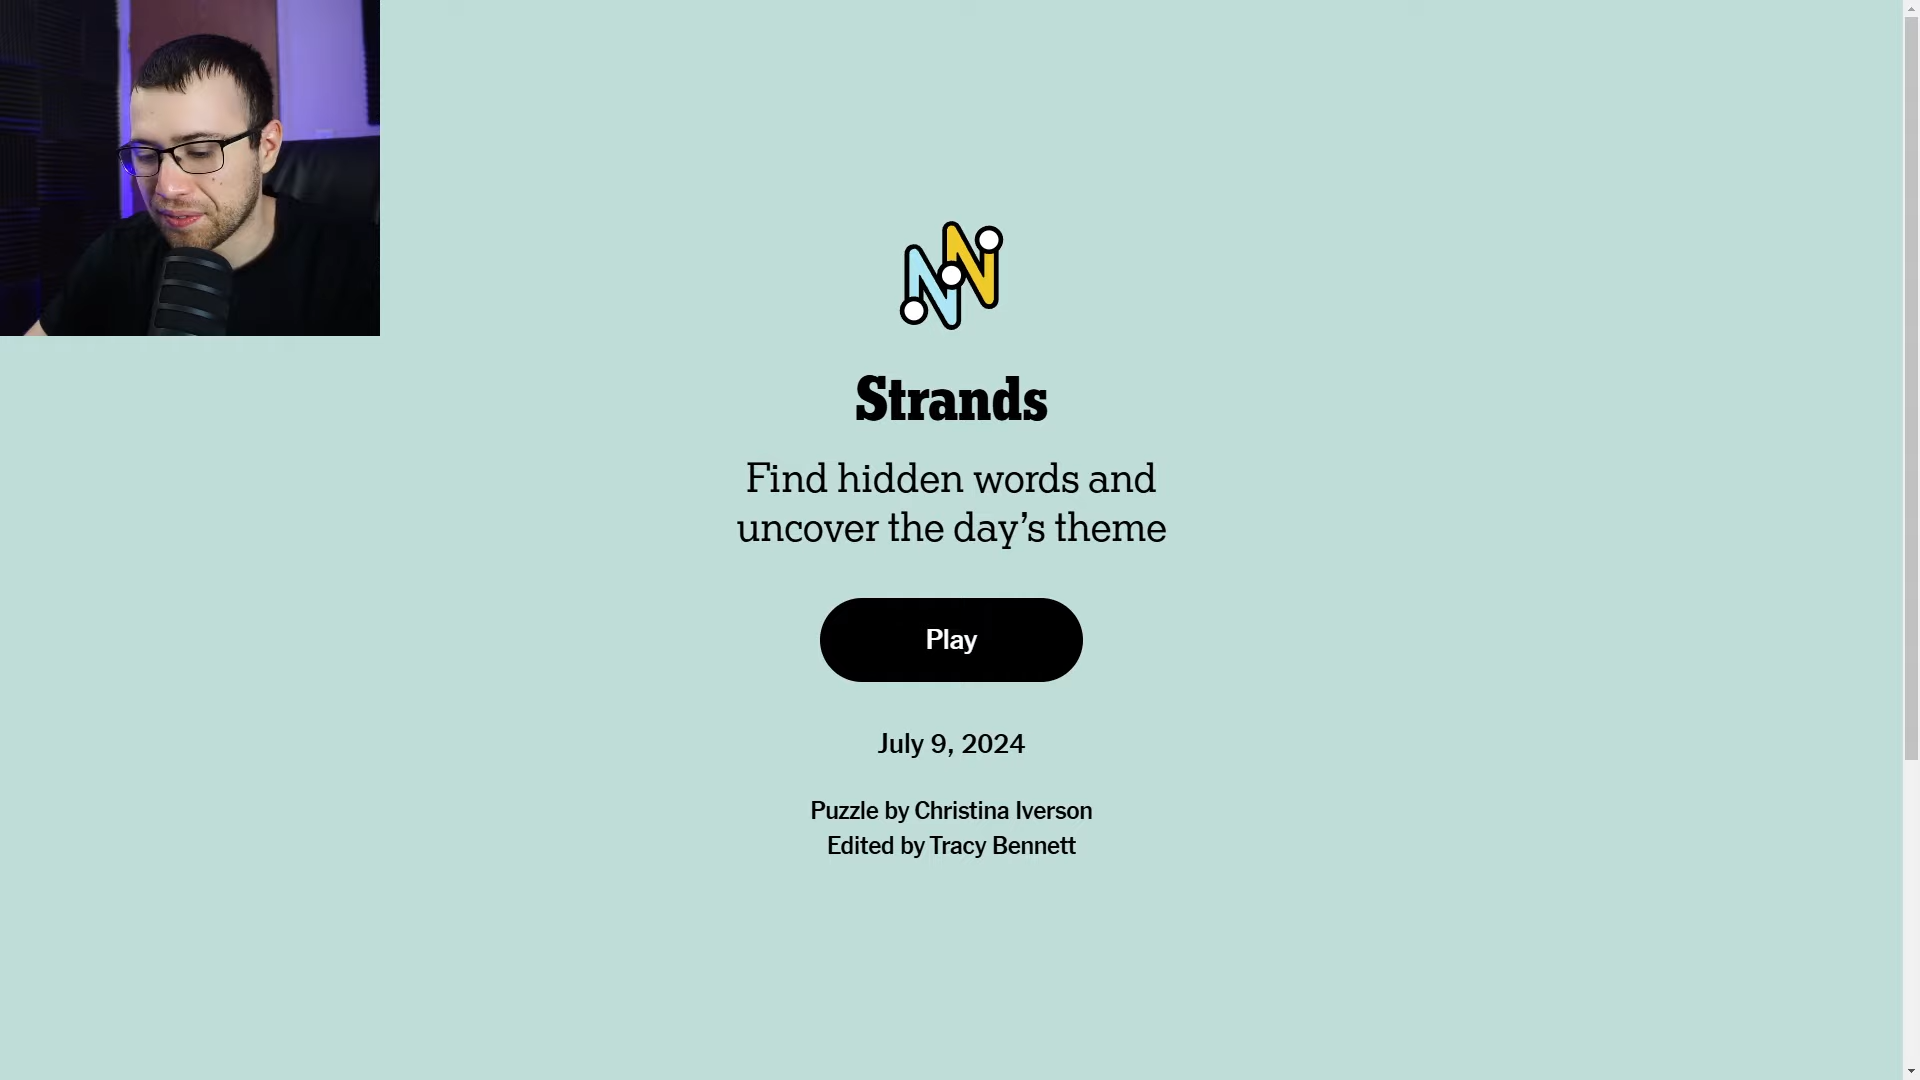 Strands
Find hidden words and
uncover the day’s theme
Play
July 9, 2024
Puzzle by Christina Iverson
Edited by Tracy Bennett